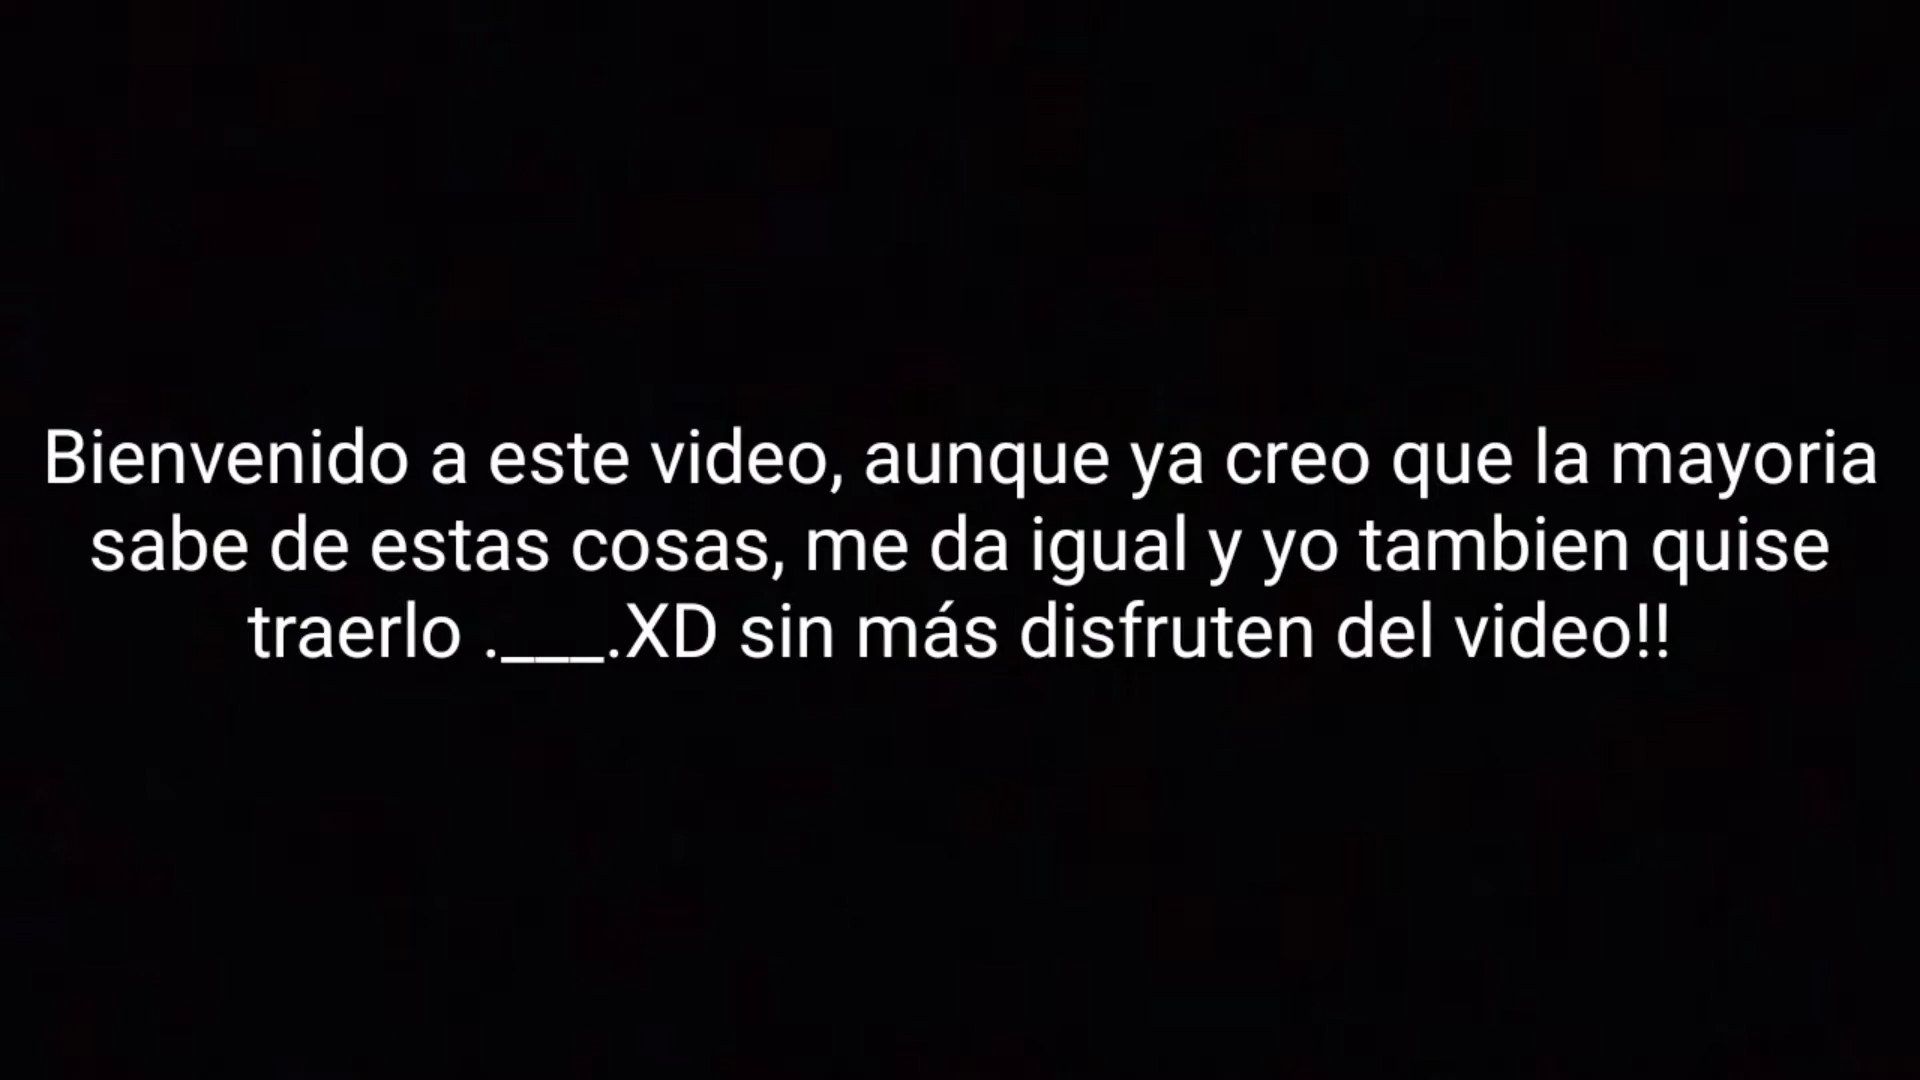 Bienvenido a este video, aunque ya creo que la mayoria
sabe de estas cosas, me da igual y yo tambien quise
traerlo .___.XD sin más disfruten del video!!